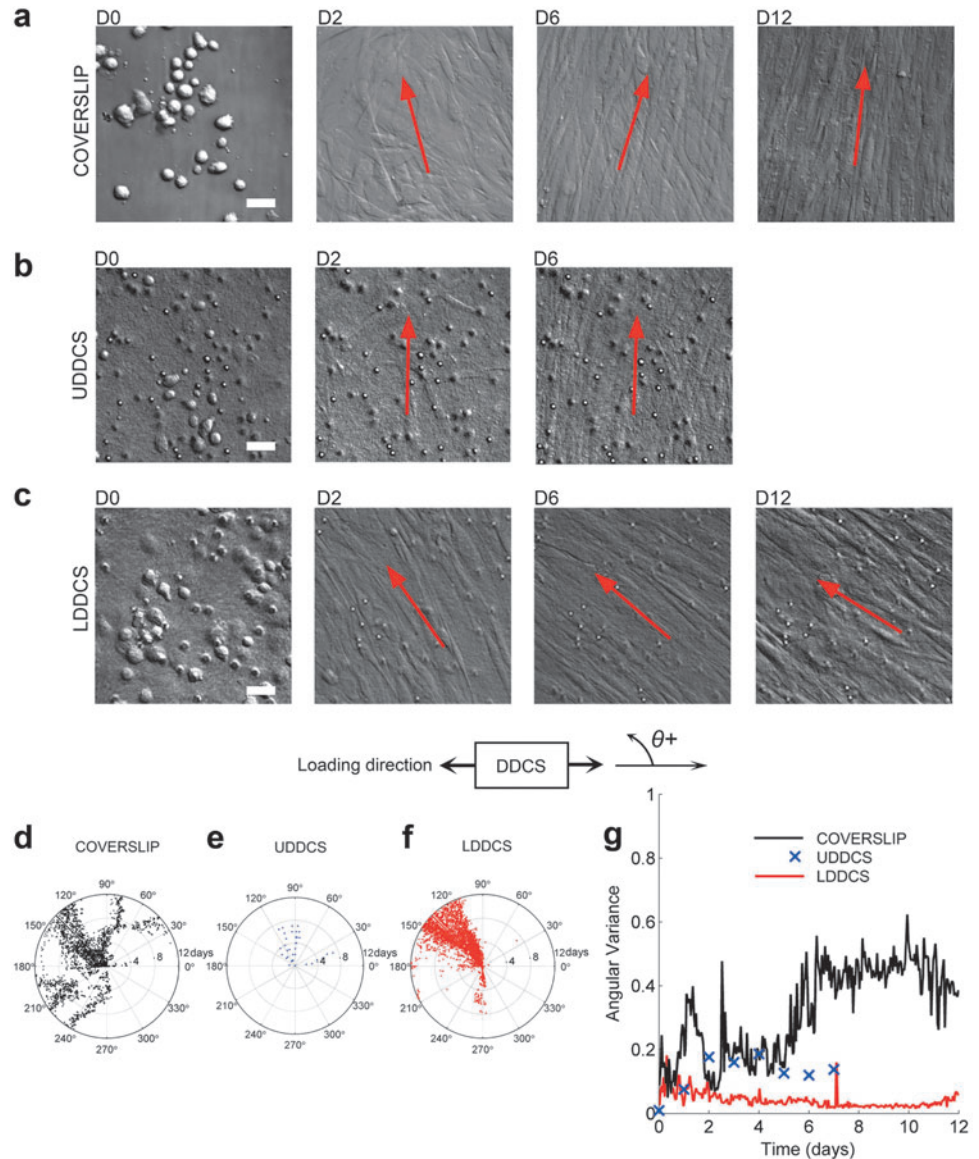 a
D0 D2 D6 D12
COVERSLIP
b
D0 D2 D6
UDDCS
c
D0 D2 D6 D12
LDDCS
Loading direction DDCS θ+
d COVERSLIP
90°
120° 60°
150° 30°
12days
180° 4 8 0°
210° 330°
240° 300°
270°
e UDDCS
90°
120° 60°
150° 30°
12days
180° 4 8 0°
210° 330°
240° 300°
270°
f LDDCS
90°
120° 60°
150° 30°
12days
180° 4 8 0°
210° 330°
240° 300°
270°
g
COVERSLIP
UDDCS
LDDCS
Angular Variance
1
0.8
0.6
0.4
0.2
0
0 2 4 6 8 10 12
Time (days)